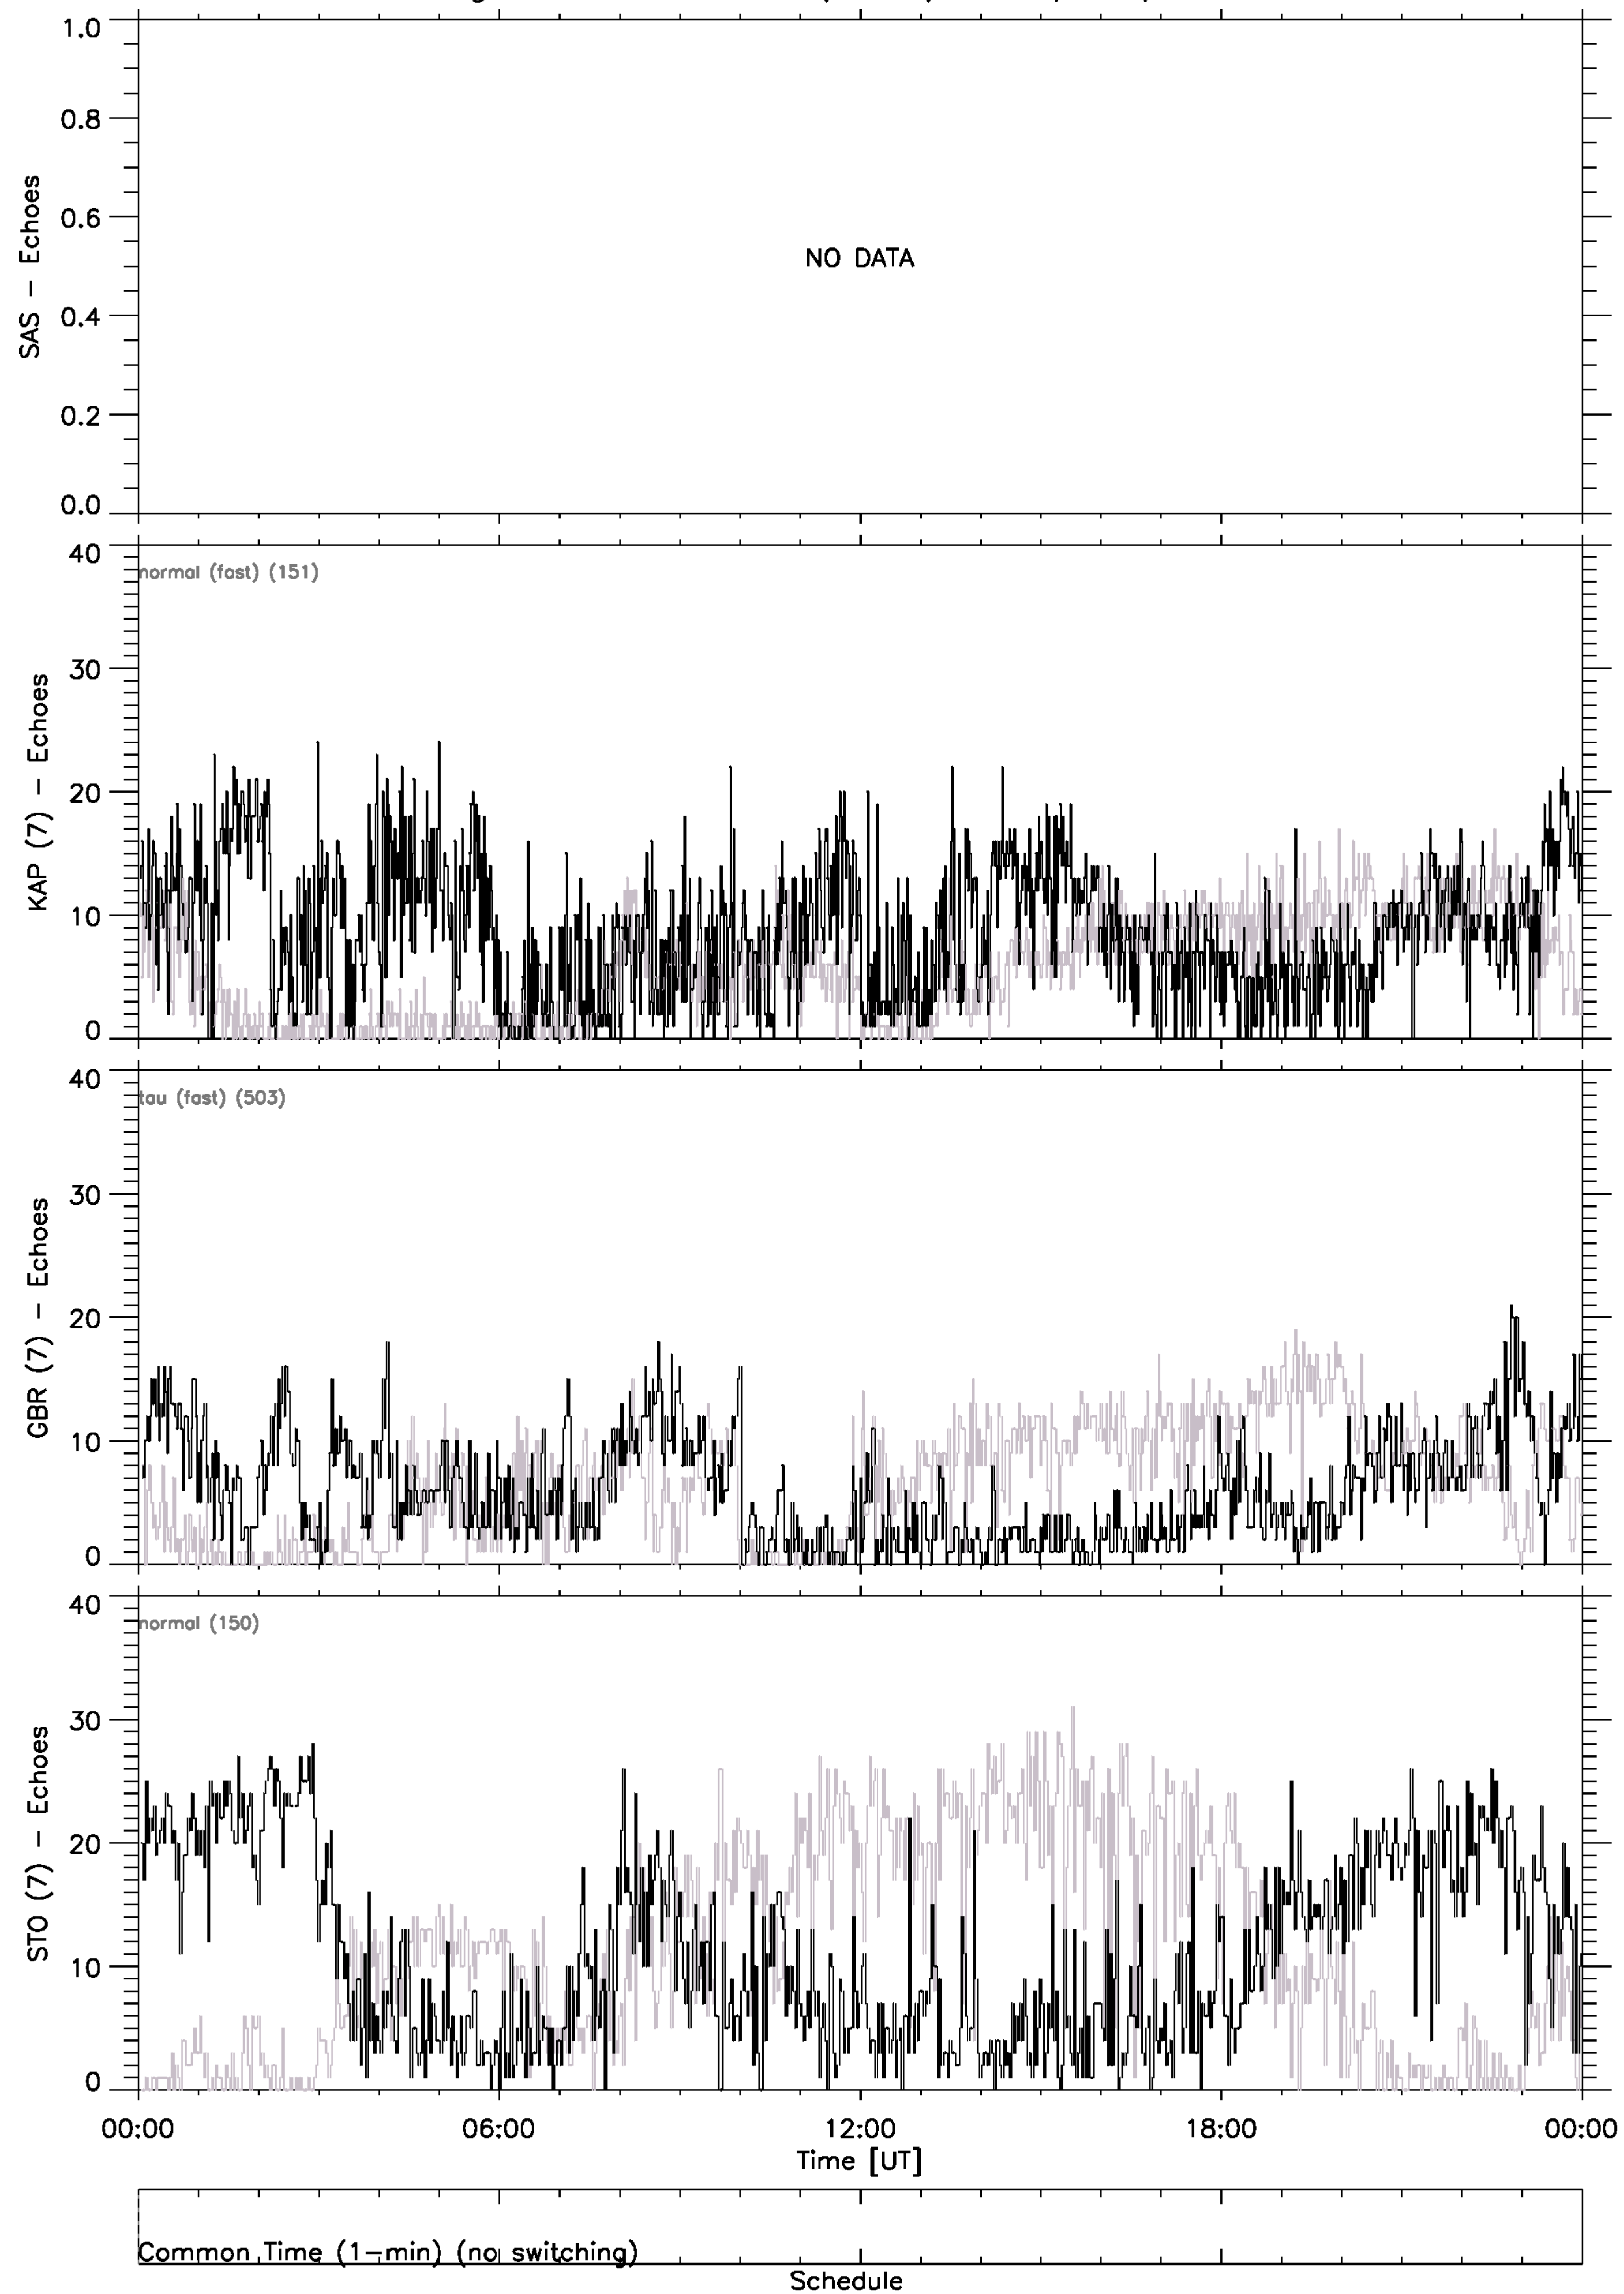 1.0
0.8
0.6
0.4
0.2
0.0
SAS – Echoes
NO DATA
40
30
20
10
0
KAP (7) – Echoes
normal (fast) (151)
40
30
20
10
0
GBR (7) – Echoes
tau (fast) (503)
40
30
20
10
0
STO (7) – Echoes
normal (150)
00:00 06:00 12:00 18:00 00:00
Time [UT]
Common Time (1–min) (no switching)
Schedule